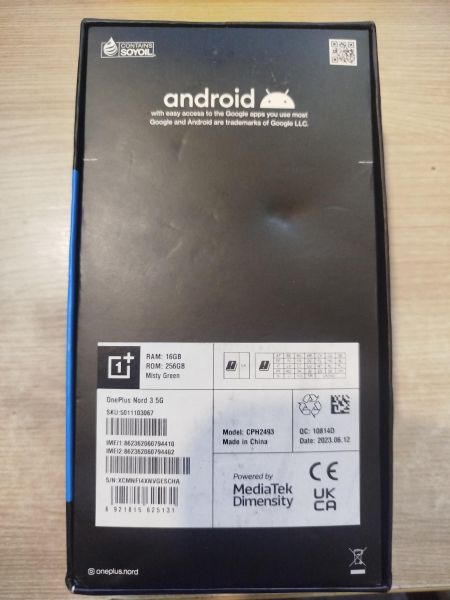 CONTAINS
SOYOIL
android
with easy access to the Google apps you use most
Google and Android are trademarks of Google LLC.
RAM: 16GB
ROM: 256GB
Misty Green
OnePlus Nord 3 5G
SKU:5011103067
IMEI1:862362060794410
IMEI2:862362060794402
S/N:XCMNFI4XNVGESCHA
6 921815 625131
Model: CPH2493
Made in China
QC: 10814D
Date: 2023.06.12
Powered by
MediaTek
Dimensity
CE
UK
CA
oneplus.nord